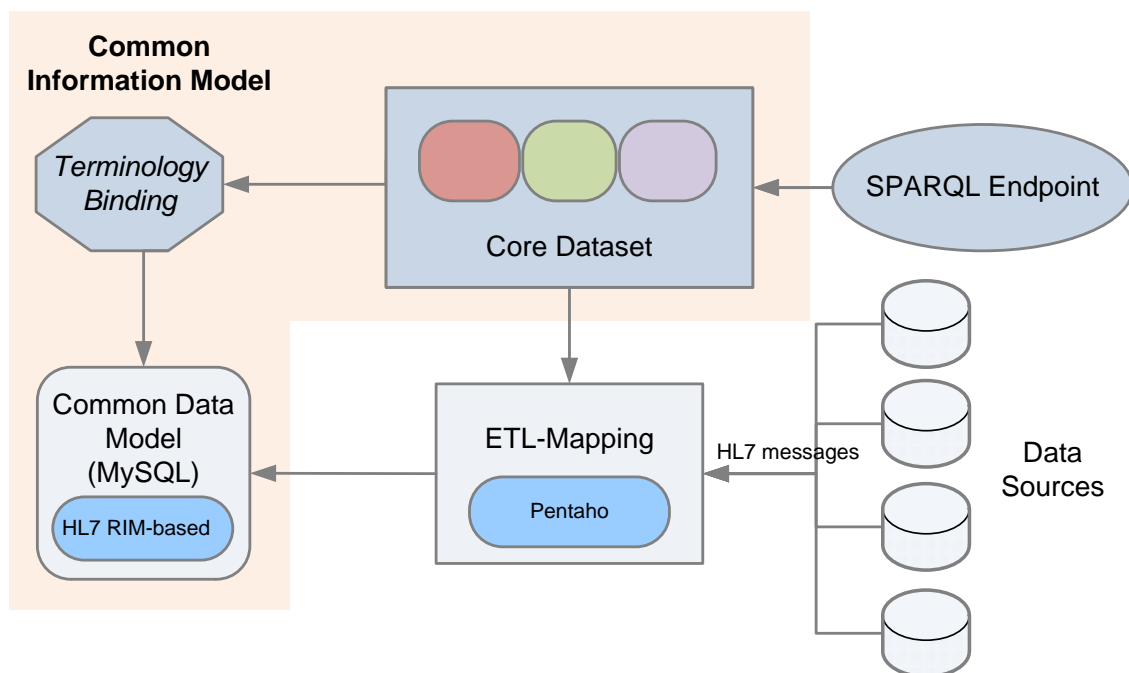 Common
Information Model
Terminology
Binding
Core Dataset
SPARQL Endpoint
Common Data
Model
(MySQL)
HL7 RIM-based
ETL-Mapping
Pentaho
HL7 messages
Data
Sources